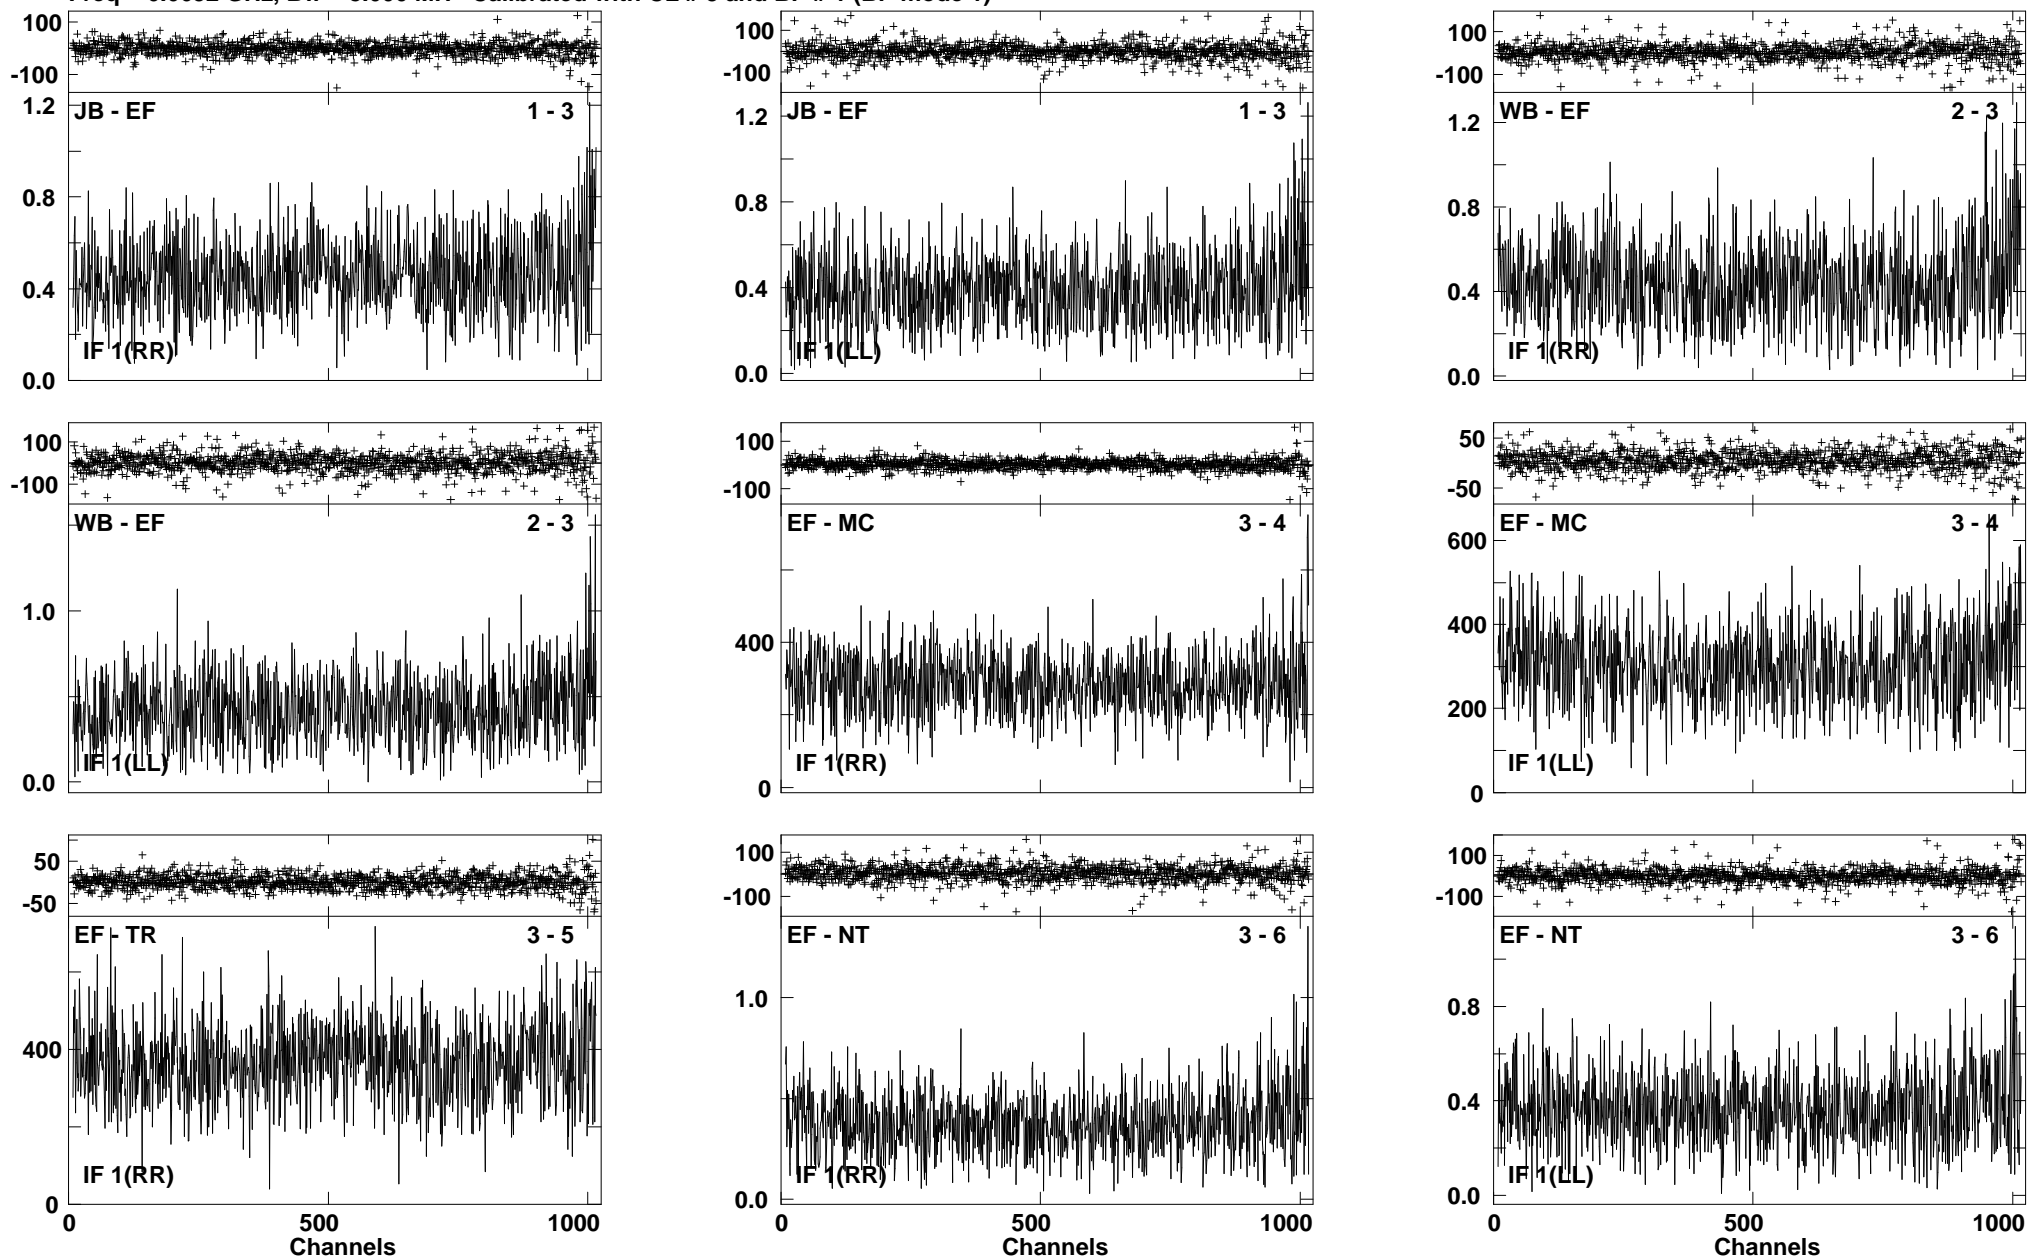 100
-100
1.2
0.8
0.4
0.0
JB - EF 1 - 3
IF 1(RR)
100
-100
1.2
0.8
0.4
0.0
JB - EF 1 - 3
IF 1(LL)
100
-100
1.2
0.8
0.4
0.0
WB - EF 2 - 3
IF 1(RR)
100
-100
1.0
0.0
WB - EF 2 - 3
IF 1(LL)
100
-100
400
0
EF - MC 3 - 4
IF 1(RR)
50
-50
600
400
200
0
EF - MC 3 - 4
IF 1(LL)
50
-50
400
0
EF - TR 3 - 5
IF 1(RR)
0 500 1000
Channels
100
-100
1.0
0.0
EF - NT 3 - 6
IF 1(RR)
0 500 1000
Channels
100
-100
0.8
0.4
0.0
EF - NT 3 - 6
IF 1(LL)
0 500 1000
Channels